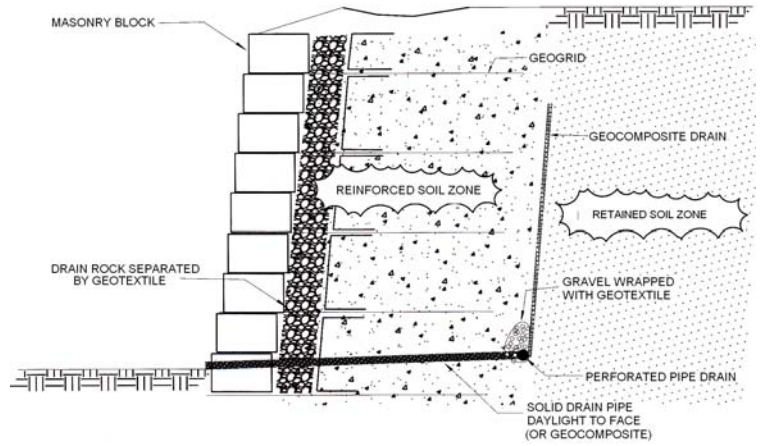 MASONRY BLOCK
GEOGRID
GEOCOMPOSITE DRAIN
REINFORCED SOIL ZONE
RETAINED SOIL ZONE
DRAIN ROCK SEPARATED
BY GEOTEXTILE
GRAVEL WRAPPED
WITH GEOTEXTILE
PERFORATED PIPE DRAIN
SOLID DRAIN PIPE
DAYLIGHT TO FACE
(OR GEOCOMPOSITE)